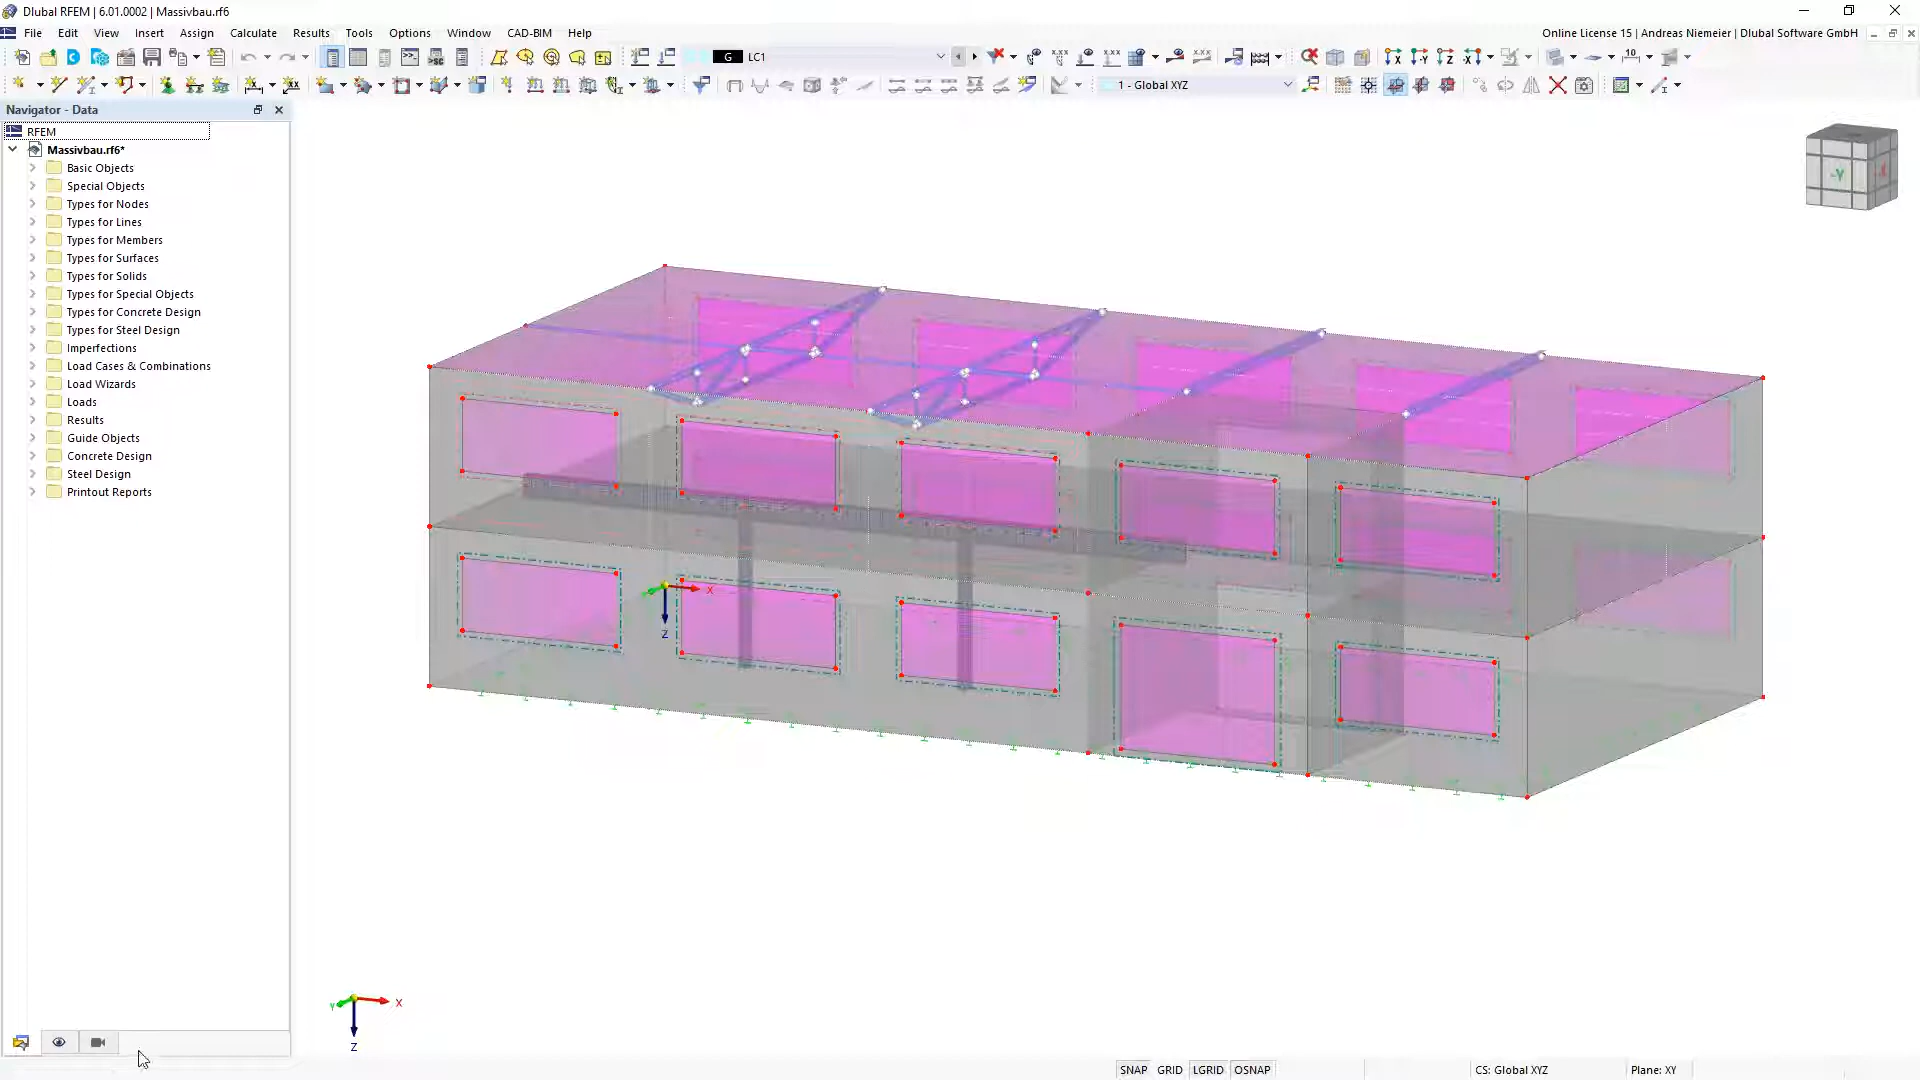 Dlubal RFEM | 6.01.0002 | Massivbau.rf6
File Edit View Insert Assign Calculate Results Tools Options Window CAD-BIM Help
Online License 15 | Andreas Niemeier | Dlubal Software GmbH
G LC1
1 - Global XYZ
Navigator - Data
RFEM
Massivbau.rf6*
Basic Objects
Special Objects
Types for Nodes
Types for Lines
Types for Members
Types for Surfaces
Types for Solids
Types for Special Objects
Types for Concrete Design
Types for Steel Design
Imperfections
Load Cases & Combinations
Load Wizards
Loads
Results
Guide Objects
Concrete Design
Steel Design
Printout Reports
-Y
X
Z
Y
X
Z
SNAP GRID LGRID OSNAP
CS: Global XYZ
Plane: XY